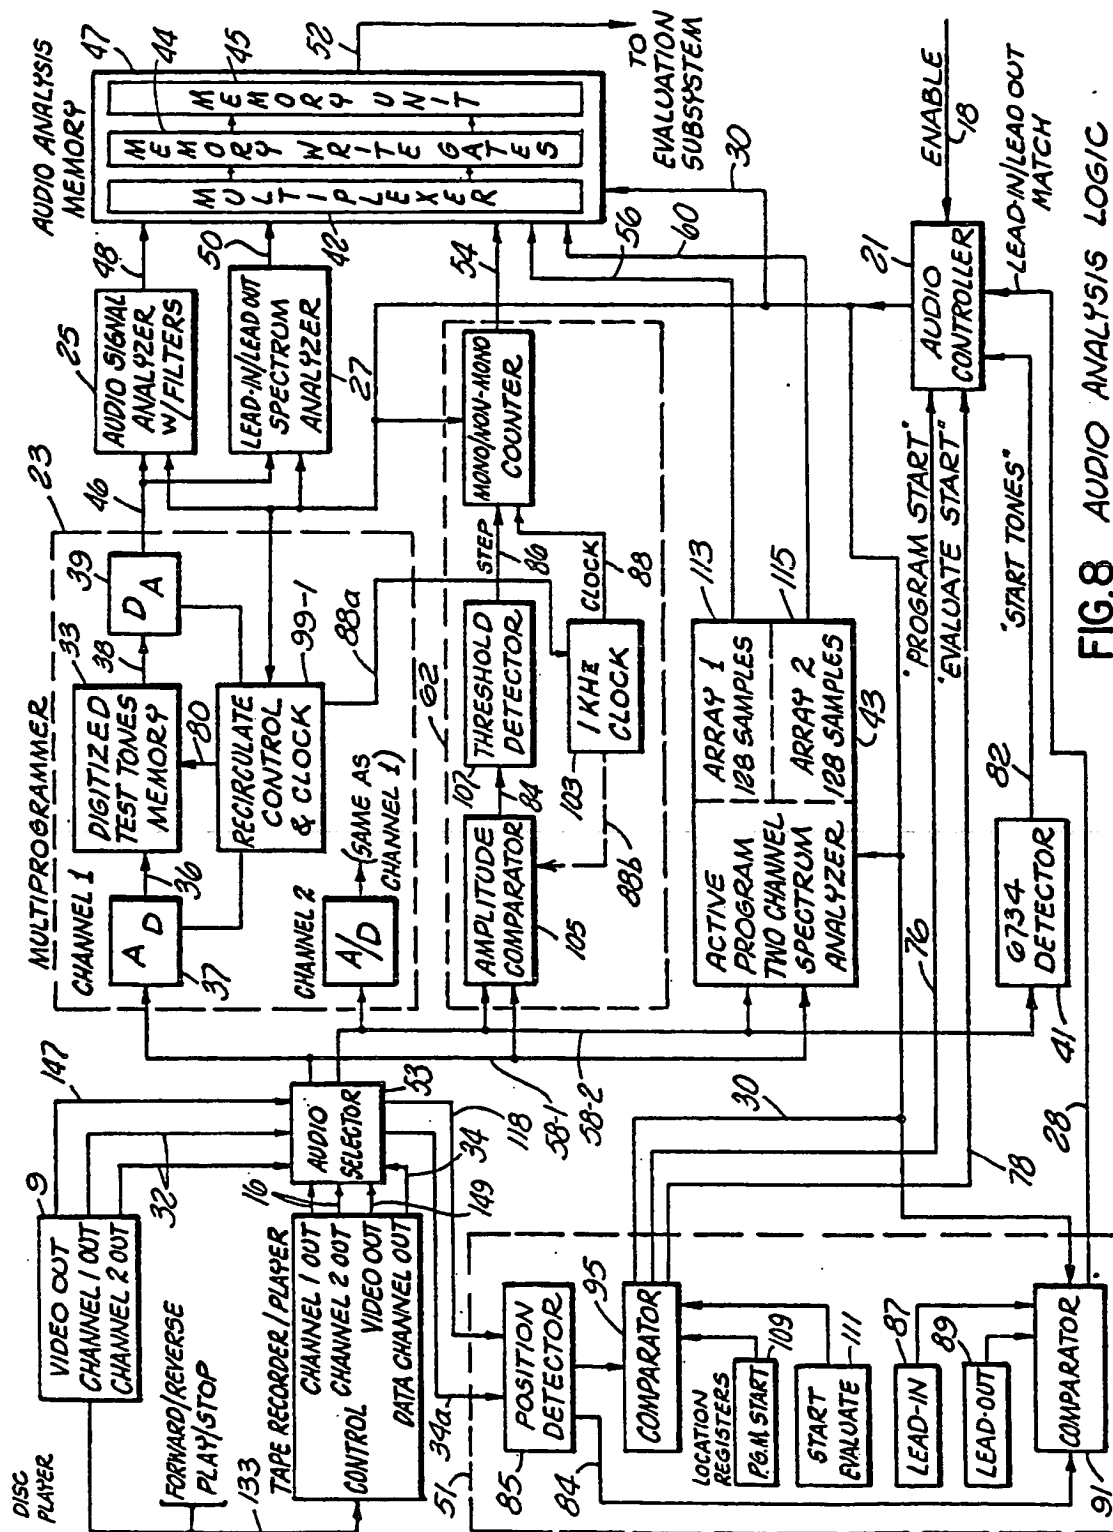 DISC
PLAYER
9
VIDEO OUT
CHANNEL 1 OUT
CHANNEL 2 OUT
147
32
[FORWARD/REVERSE
PLAY/STOP]
133
TAPE RECORDER/PLAYER
CHANNEL 1 OUT
CHANNEL 2 OUT
CONTROL
VIDEO OUT
DATA CHANNEL OUT
16
149
AUDIO
SELECTOR
53
118
34
34a
58-1
58-2
51
POSITION
DETECTOR
85
84
95
COMPARATOR
LOCATION
REGISTERS
P.G.M. START
109
START
EVALUATE
111
LEAD-IN
87
LEAD-OUT
89
COMPARATOR
91
30
76
78
28
MULTIPROGRAMMER
23
CHANNEL 1
A
D
37
36
DIGITIZED
TEST TONES
MEMORY
33
38
D
A
39
46
80
RECIRCULATE
CONTROL
& CLOCK
99-1
88a
CHANNEL 2
A/D
(SAME AS
CHANNEL 1)
62
AMPLITUDE
COMPARATOR
105
84
107
THRESHOLD
DETECTOR
STEP
86
MONO/NON-MONO
COUNTER
54
103
1 KHz
CLOCK
CLOCK
88
88b
ACTIVE
PROGRAM
TWO CHANNEL
SPECTRUM
ANALYZER
ARRAY 1
128 SAMPLES
ARRAY 2
128 SAMPLES
113
115
43
6734
DETECTOR
41
82
"START TONES"
"PROGRAM START"
"EVALUATE START"
25
AUDIO SIGNAL
ANALYZER
W/FILTERS
48
LEAD-IN/LEAD OUT
SPECTRUM
ANALYZER
27
50
AUDIO ANALYSIS
MEMORY
47
44
45
42
MULTIPLEXER
MEMORY WRITE GATES
MEMORY UNIT
52
TO
EVALUATION
SUBSYSTEM
30
56
60
AUDIO
CONTROLLER
21
ENABLE
18
LEAD-IN/LEAD OUT
MATCH
FIG.8 AUDIO ANALYSIS LOGIC